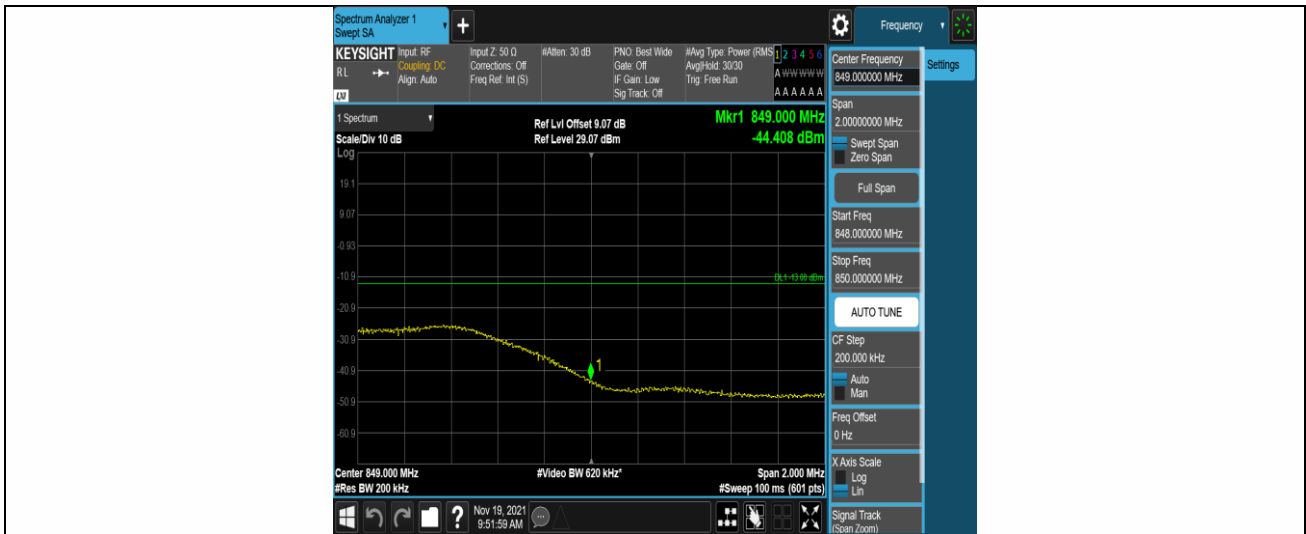 Spectrum Analyzer 1
Swept SA
+
Frequency
KEYSIGHT
R L
LXI
Input: RF
Coupling: DC
Align: Auto
Input Z: 50 Ω
Corrections: Off
Freq Ref: Int (S)
#Atten: 30 dB
PNO: Best Wide
Gate: Off
IF Gain: Low
Sig Track: Off
#Avg Type: Power (RMS
Avg|Hold: 30/30
Trig: Free Run
1 2 3 4 5 6
A W W W W W
A A A A A A
1 Spectrum
Scale/Div 10 dB
Log
Ref Lvl Offset 9.07 dB
Ref Level 29.07 dBm
Mkr1 849.000 MHz
-44.408 dBm
19.1
9.07
-0.93
-10.9
DL1 -13.00 dBm
-20.9
-30.9
-40.9
1
-50.9
-60.9
Center 849.000 MHz
#Res BW 200 kHz
#Video BW 620 kHz*
Span 2.000 MHz
#Sweep 100 ms (601 pts)
?
Nov 19, 2021
9:51:59 AM
Center Frequency
849.000000 MHz
Settings
Span
2.00000000 MHz
Swept Span
Zero Span
Full Span
Start Freq
848.000000 MHz
Stop Freq
850.000000 MHz
AUTO TUNE
CF Step
200.000 kHz
Auto
Man
Freq Offset
0 Hz
X Axis Scale
Log
Lin
Signal Track
(Span Zoom)